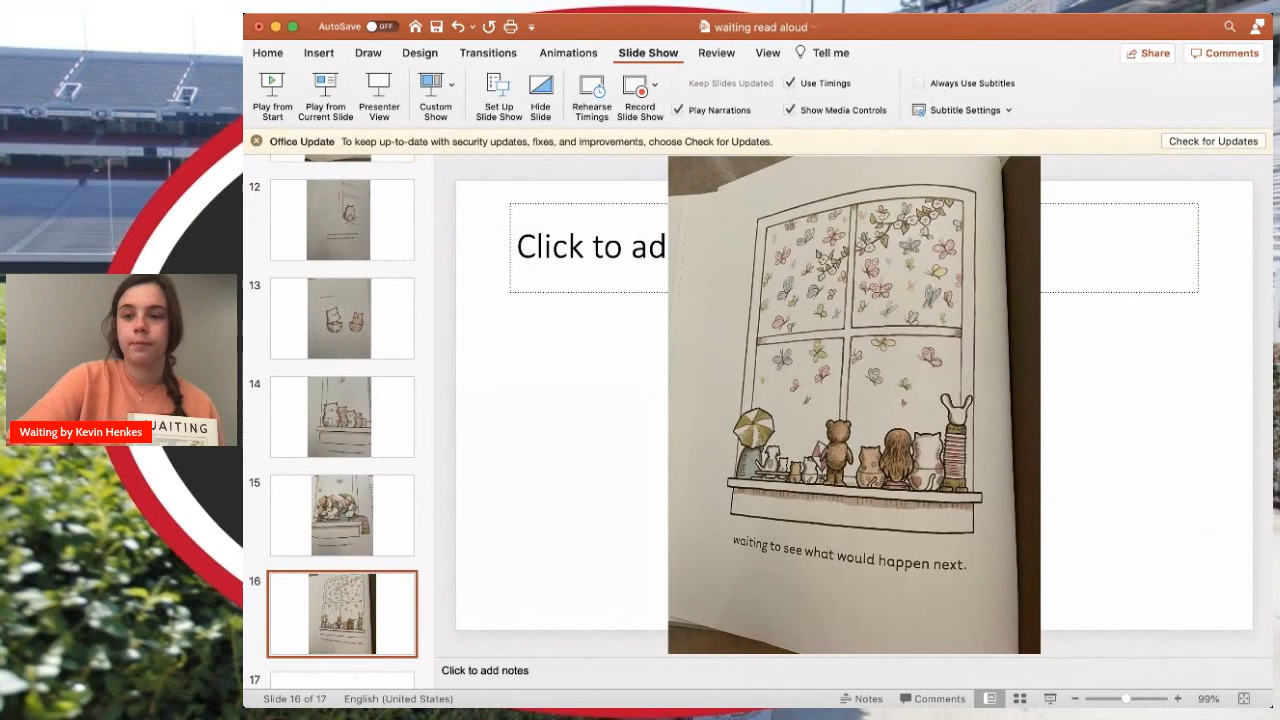 AutoSave OFF
waiting read aloud
Home Insert Draw Design Transitions Animations Slide Show Review View Tell me
Share Comments
Play from Start
Play from Current Slide
Presenter View
Custom Show
Set Up Slide Show
Hide Slide
Rehearse Timings
Record Slide Show
Keep Slides Updated
Play Narrations
Use Timings
Show Media Controls
Always Use Subtitles
Subtitle Settings
Office Update To keep up-to-date with security updates, fixes, and improvements, choose Check for Updates.
Check for Updates
12
13
14
15
16
17
Click to ad
waiting to see what would happen next.
WAITING
Waiting by Kevin Henkes
Click to add notes
Slide 16 of 17 English (United States)
Notes Comments 99%